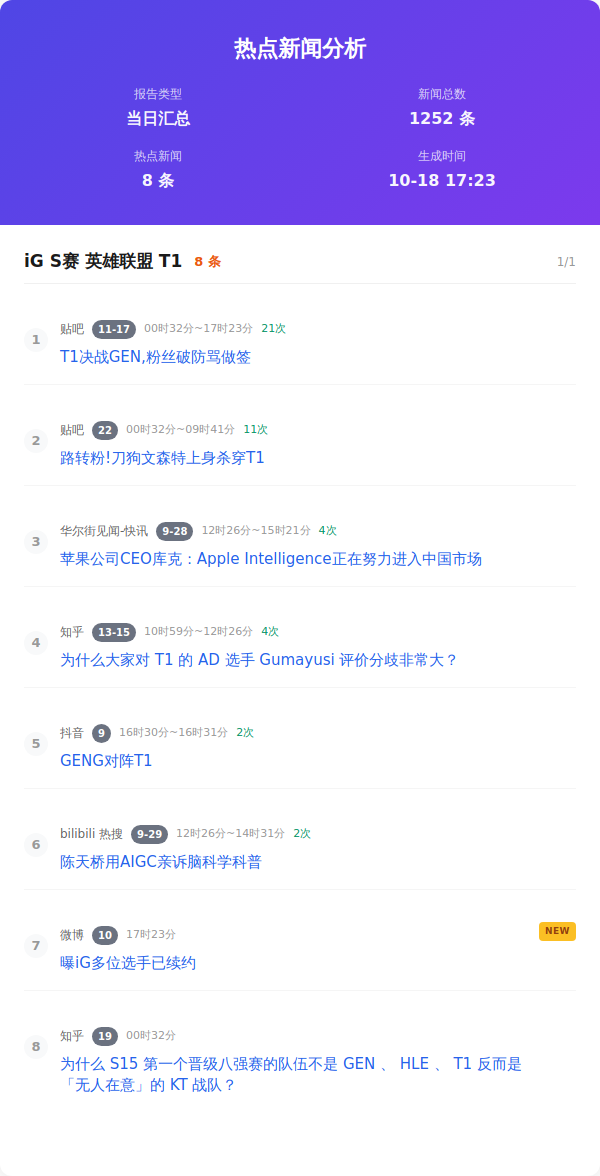 热点新闻分析
报告类型 新闻总数
当日汇总 1252 条
热点新闻 生成时间
8 条 10-18 17:23
iG S赛 英雄联盟 T1 8 条 1/1
1 贴吧 11-17 00时32分~17时23分 21次
T1决战GEN,粉丝破防骂做签
2 贴吧 22 00时32分~09时41分 11次
路转粉!刀狗文森特上身杀穿T1
3 华尔街见闻-快讯 9-28 12时26分~15时21分 4次
苹果公司CEO库克：Apple Intelligence正在努力进入中国市场
4 知乎 13-15 10时59分~12时26分 4次
为什么大家对 T1 的 AD 选手 Gumayusi 评价分歧非常大？
5 抖音 9 16时30分~16时31分 2次
GENG对阵T1
6 bilibili 热搜 9-29 12时26分~14时31分 2次
陈天桥用AIGC亲诉脑科学科普
7 微博 10 17时23分 NEW
曝iG多位选手已续约
8 知乎 19 00时32分
为什么 S15 第一个晋级八强赛的队伍不是 GEN 、 HLE 、 T1 反而是
「无人在意」的 KT 战队？